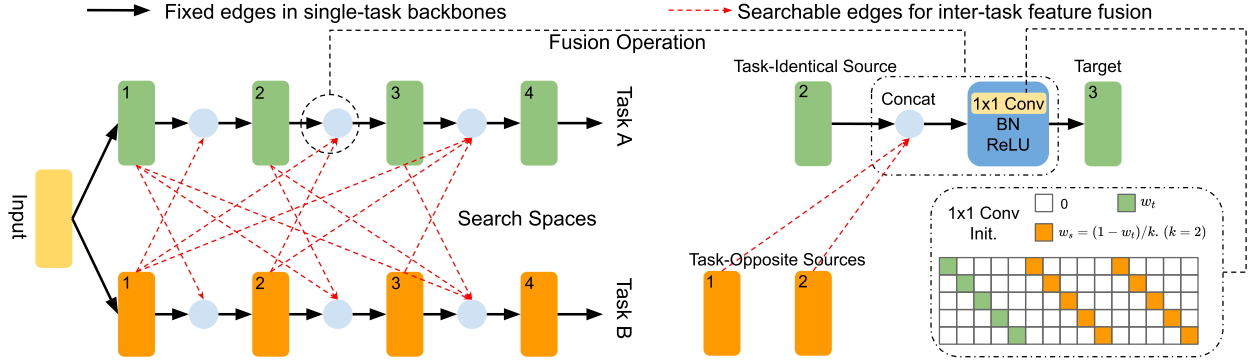 Fixed edges in single-task backbones
Searchable edges for inter-task feature fusion
Fusion Operation
Task-Identical Source
Target
1
2
3
4
Task A
2
Concat
1x1 Conv
BN
ReLU
3
Input
Search Spaces
1x1 Conv
Init.
0
w_t
w_s = (1 − w_t)/k. (k = 2)
Task-Opposite Sources
1
2
3
4
Task B
1
2